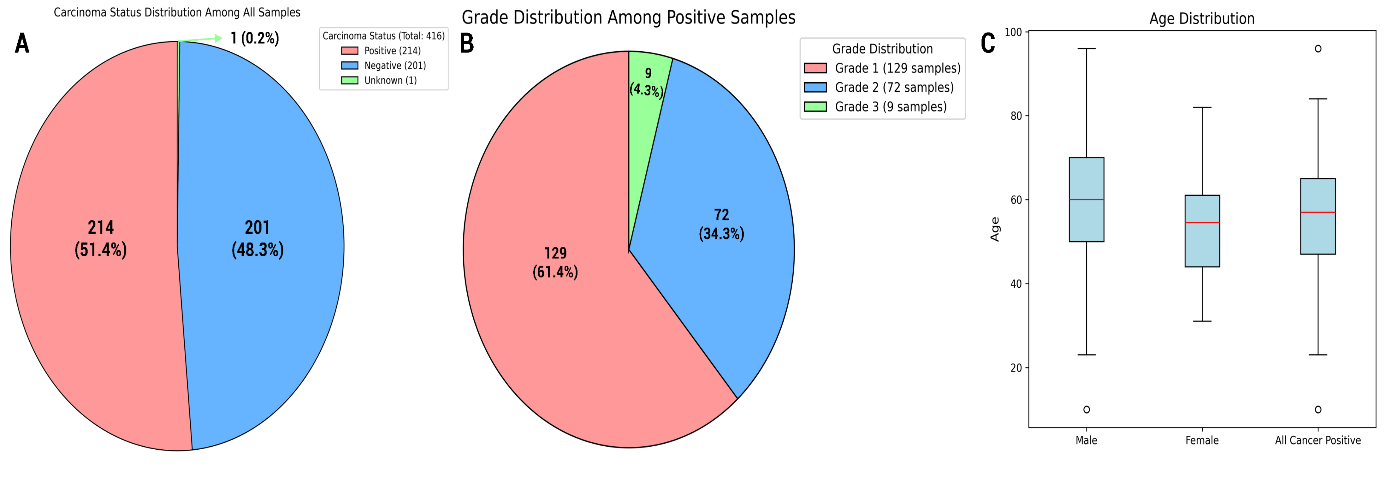 Carcinoma Status Distribution Among All Samples
A
1 (0.2%)
Carcinoma Status (Total: 416)
Positive (214)
Negative (201)
Unknown (1)
214
(51.4%)
201
(48.3%)
Grade Distribution Among Positive Samples
B
9
(4.3%)
72
(34.3%)
129
(61.4%)
Grade Distribution
Grade 1 (129 samples)
Grade 2 (72 samples)
Grade 3 (9 samples)
Age Distribution
C
100
80
60
40
20
Age
Male
Female
All Cancer Positive